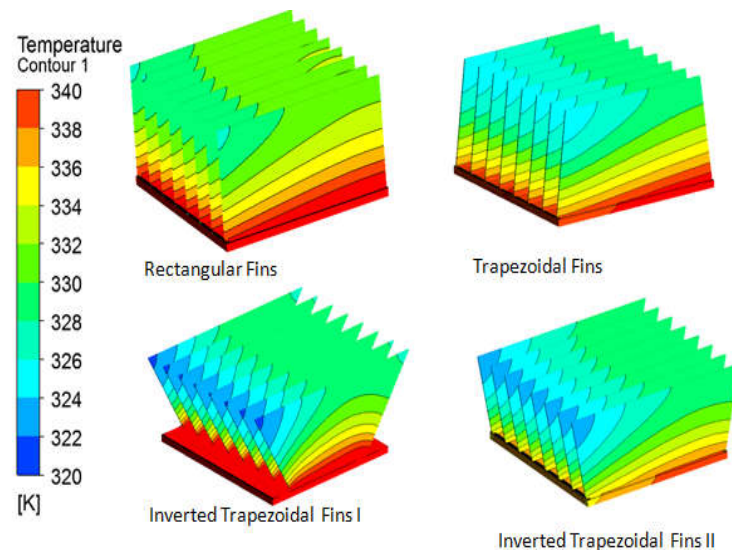 Temperature
Contour 1
340
338
336
334
332
330
328
326
324
322
320
[K]
Rectangular Fins
Trapezoidal Fins
Inverted Trapezoidal Fins I
Inverted Trapezoidal Fins II